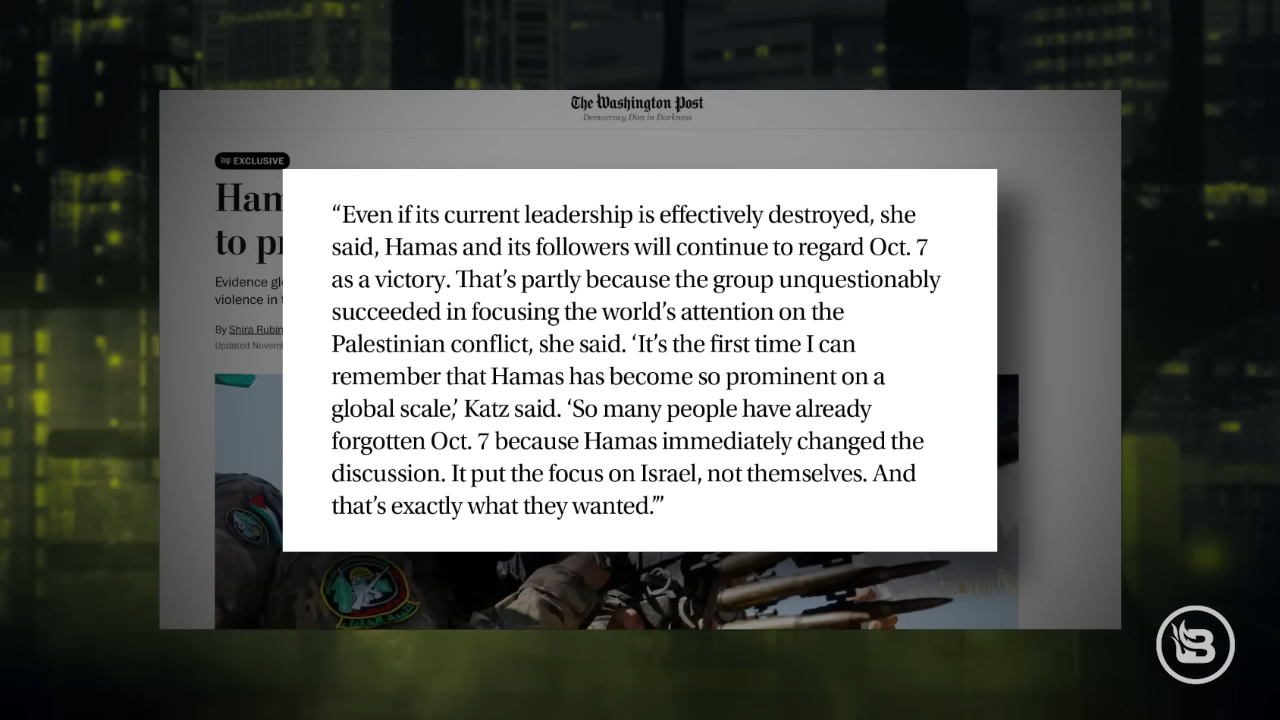 The Washington Post
Democracy Dies in Darkness
wp EXCLUSIVE
to
Evidence
violence in
By Shira Rubin
Updated
“Even if its current leadership is effectively destroyed, she
said, Hamas and its followers will continue to regard Oct. 7
as a victory. That’s partly because the group unquestionably
succeeded in focusing the world’s attention on the
Palestinian conflict, she said. ‘It’s the first time I can
remember that Hamas has become so prominent on a
global scale,’ Katz said. ‘So many people have already
forgotten Oct. 7 because Hamas immediately changed the
discussion. It put the focus on Israel, not themselves. And
that’s exactly what they wanted.’”
B